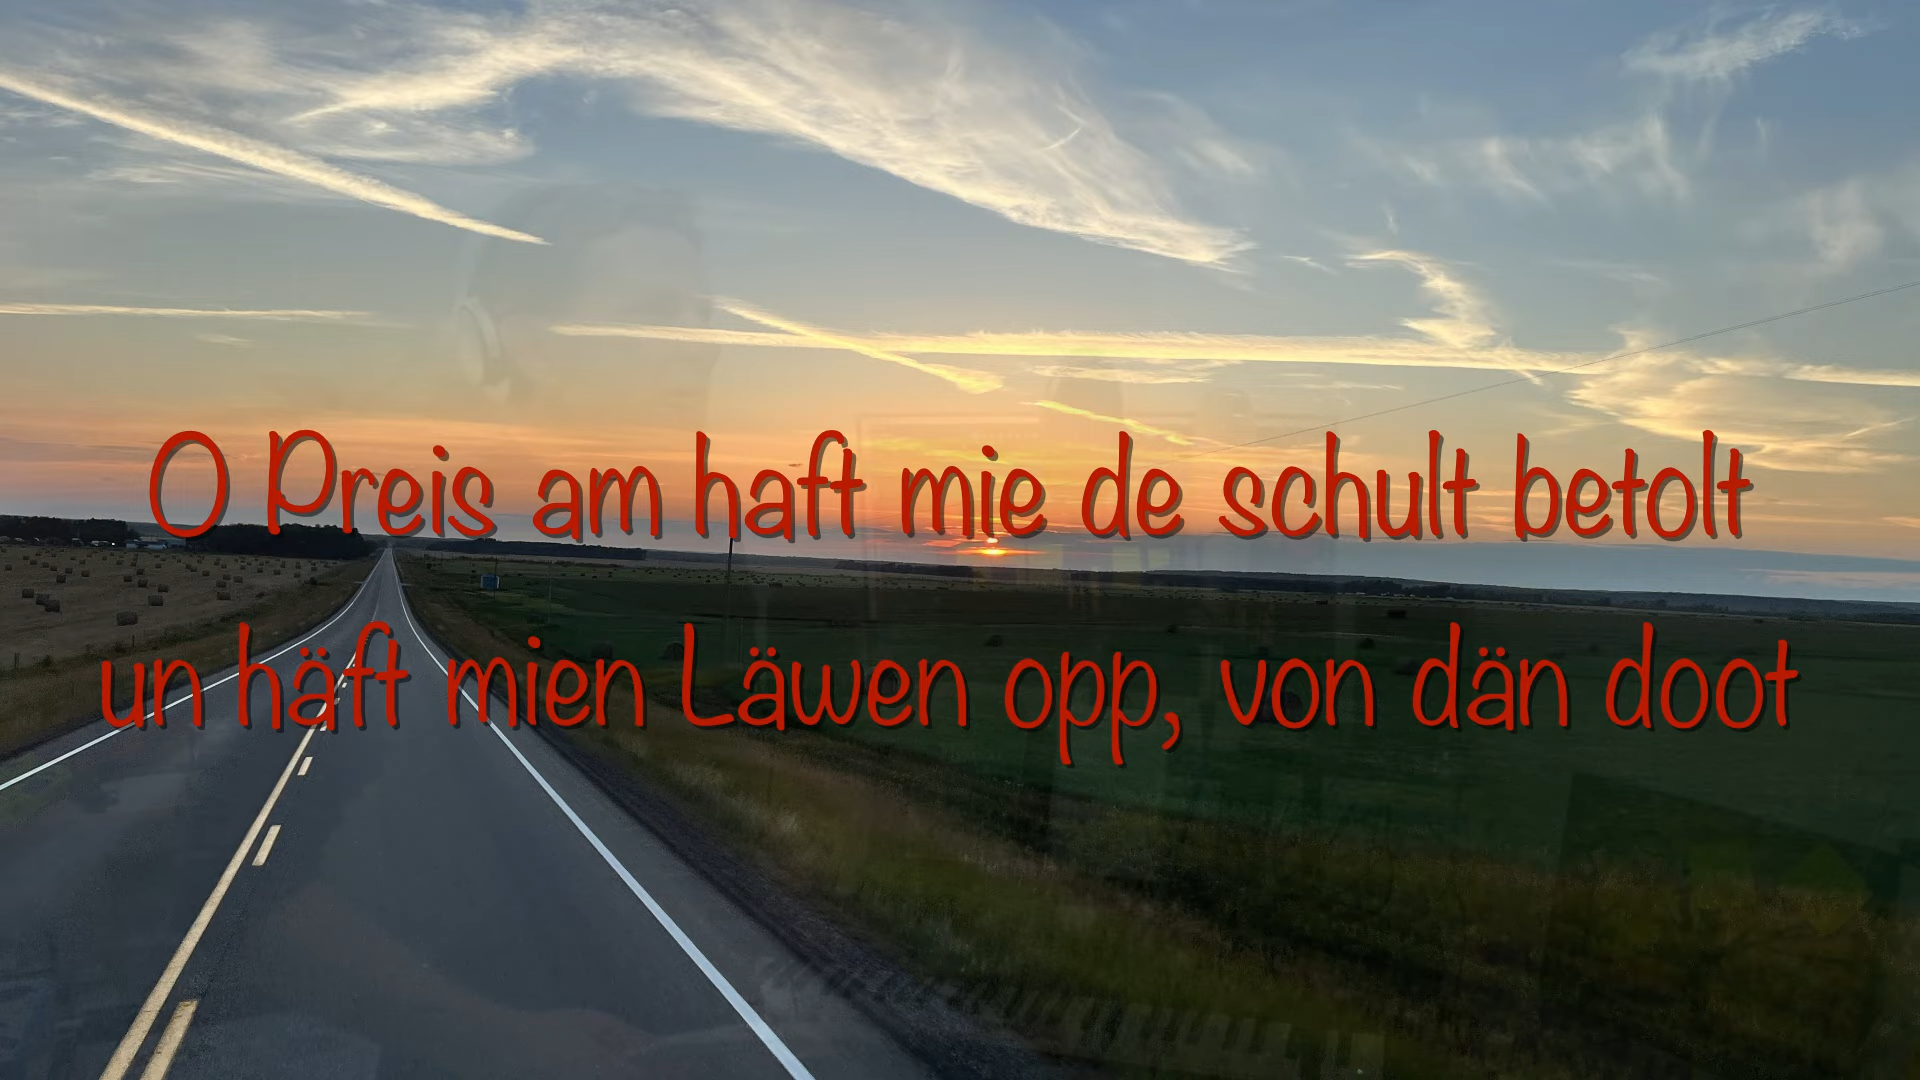 O Preis am haft mie de schult betolt
un häft mien Läwen opp, von dän doot